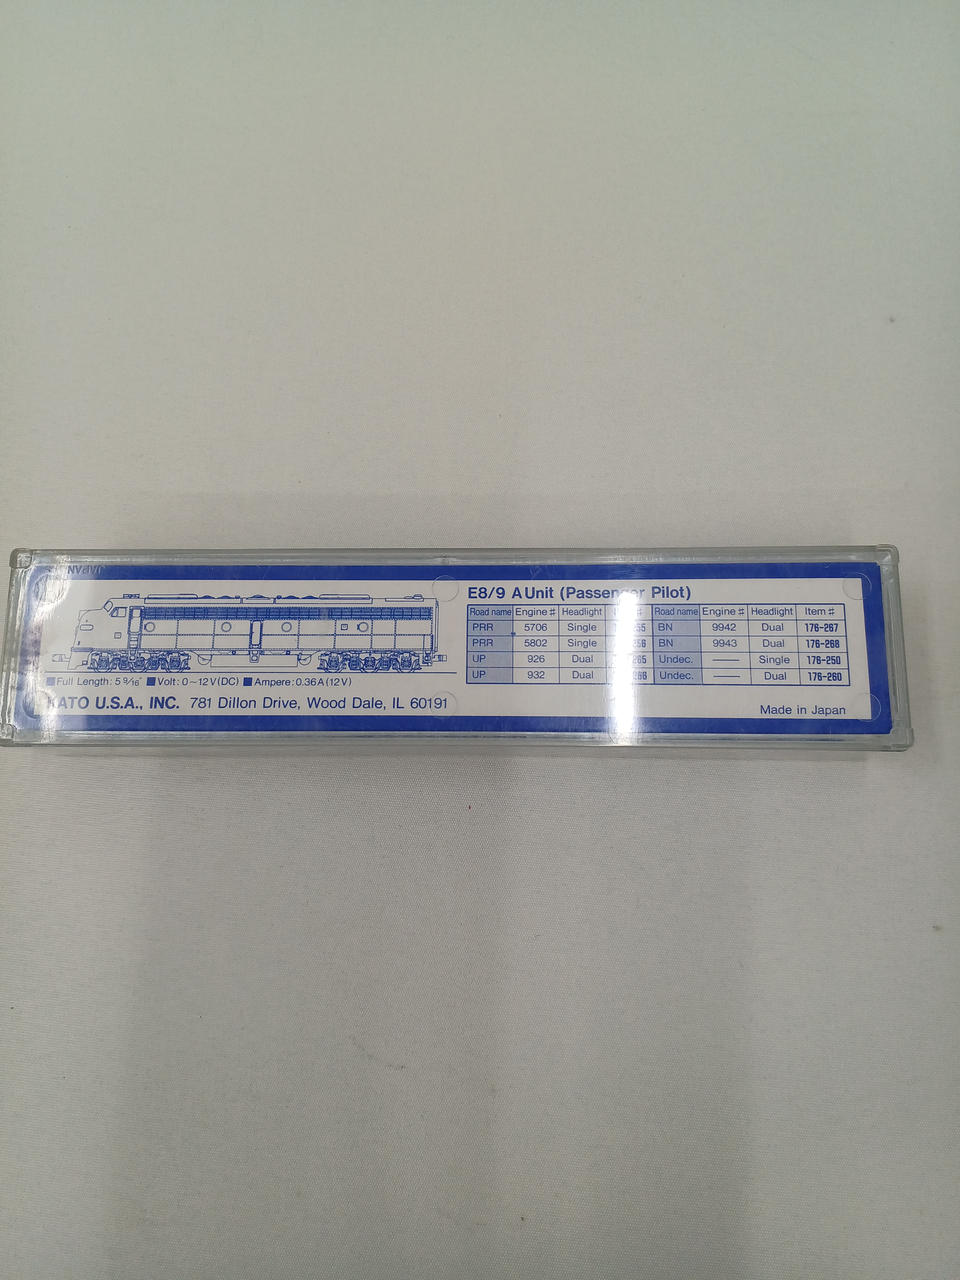 JAPAN
E8/9 A Unit (Passenger Pilot)
Road name Engine # Headlight Road name Engine # Headlight Item #
PRR 5706 Single BN 9942 Dual 176-267
PRR 5802 Single BN 9943 Dual 176-268
UP 926 Dual Undec. —— Single 176-250
UP 932 Dual Undec. —— Dual 176-260
■Full Length: 5 9/16" ■Volt: 0~12V(DC) ■Ampere: 0.36A(12V)
KATO U.S.A., INC. 781 Dillon Drive, Wood Dale, IL 60191
Made in Japan